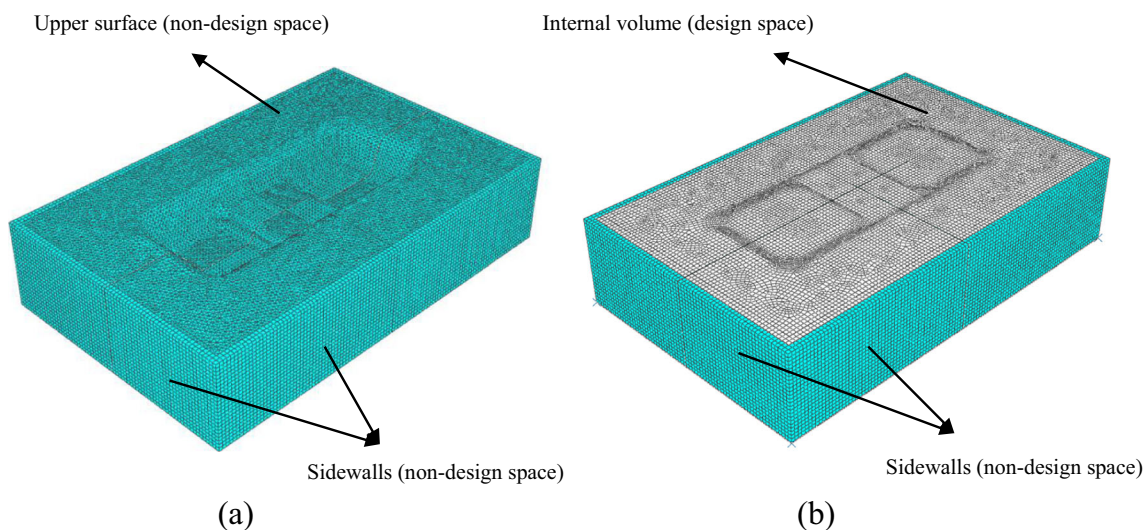 Upper surface (non-design space)
Internal volume (design space)
Sidewalls (non-design space)
Sidewalls (non-design space)
(a)
(b)